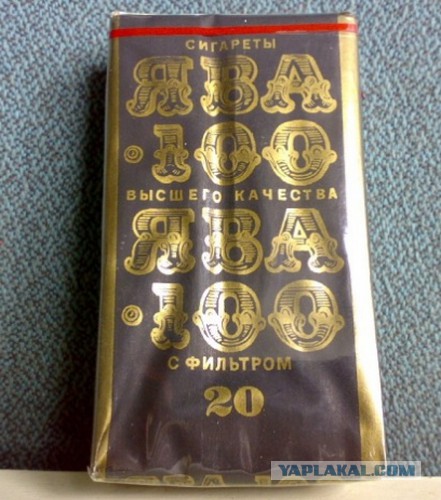 СИГАРЕТЫ
ЯВА
·100
ВЫСШЕГО КАЧЕСТВА
ЯВА
·100
С ФИЛЬТРОМ
20
YAPLAKAL.COM